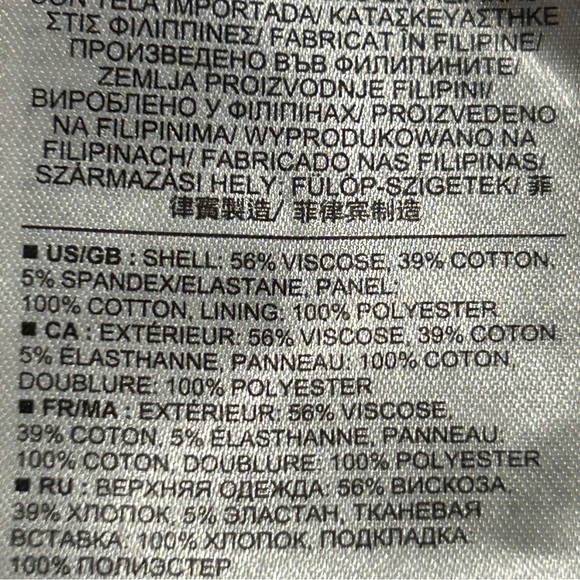 CON TELA IMPORTADA/ ΚΑΤΑΣΚΕΥΑΣΤΗΚΕ
ΣΤΙΣ ΦΙΛΙΠΠΙΝΕΣ/ FABRICAT ÎN FILIPINE/
ПРОИЗВЕДЕНО ВЪВ ФИЛИПИНИТЕ/
ZEMLJA PROIZVODNJE FILIPINI/
ВИРОБЛЕНО У ФІЛІПІНАХ/ PROIZVEDENO
NA FILIPINIMA/ WYPRODUKOWANO NA
FILIPINACH/ FABRICADO NAS FILIPINAS/
SZÁRMAZÁSI HELY: FÜLÖP-SZIGETEK/ 菲
律賓製造/ 菲律宾制造
■ US/GB : SHELL: 56% VISCOSE, 39% COTTON,
5% SPANDEX/ELASTANE, PANEL:
100% COTTON, LINING: 100% POLYESTER
■ CA : EXTÉRIEUR: 56% VISCOSE, 39% COTON,
5% ÉLASTHANNE, PANNEAU: 100% COTON,
DOUBLURE: 100% POLYESTER
■ FR/MA : EXTÉRIEUR: 56% VISCOSE,
39% COTON, 5% ÉLASTHANNE, PANNEAU:
100% COTON, DOUBLURE: 100% POLYESTER
■ RU : ВЕРХНЯЯ ОДЕЖДА: 56% ВИСКОЗА,
39% ХЛОПОК, 5% ЭЛАСТАН, ТКАНЕВАЯ
ВСТАВКА: 100% ХЛОПОК, ПОДКЛАДКА:
100% ПОЛИЭСТЕР